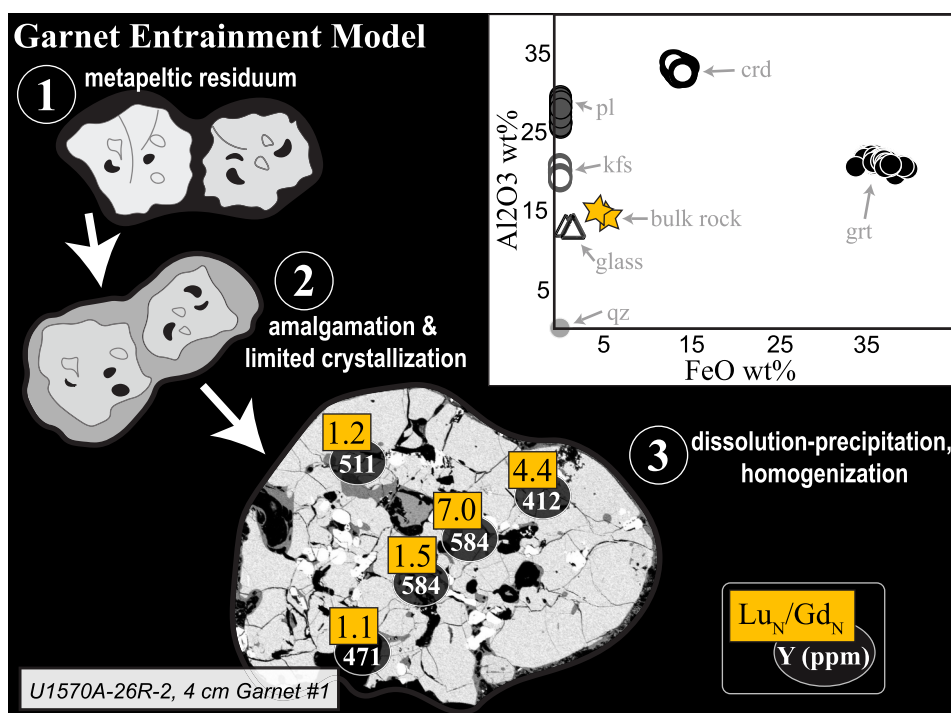 Garnet Entrainment Model
1
metapeltic residuum
2
amalgamation &
limited crystallization
3
dissolution-precipitation,
homogenization
Al2O3 wt%
35
25
15
5
crd
pl
kfs
bulk rock
glass
grt
qz
5
15
25
35
FeO wt%
1.2
511
4.4
412
7.0
584
1.5
584
1.1
471
LuN/GdN
Y (ppm)
U1570A-26R-2, 4 cm Garnet #1